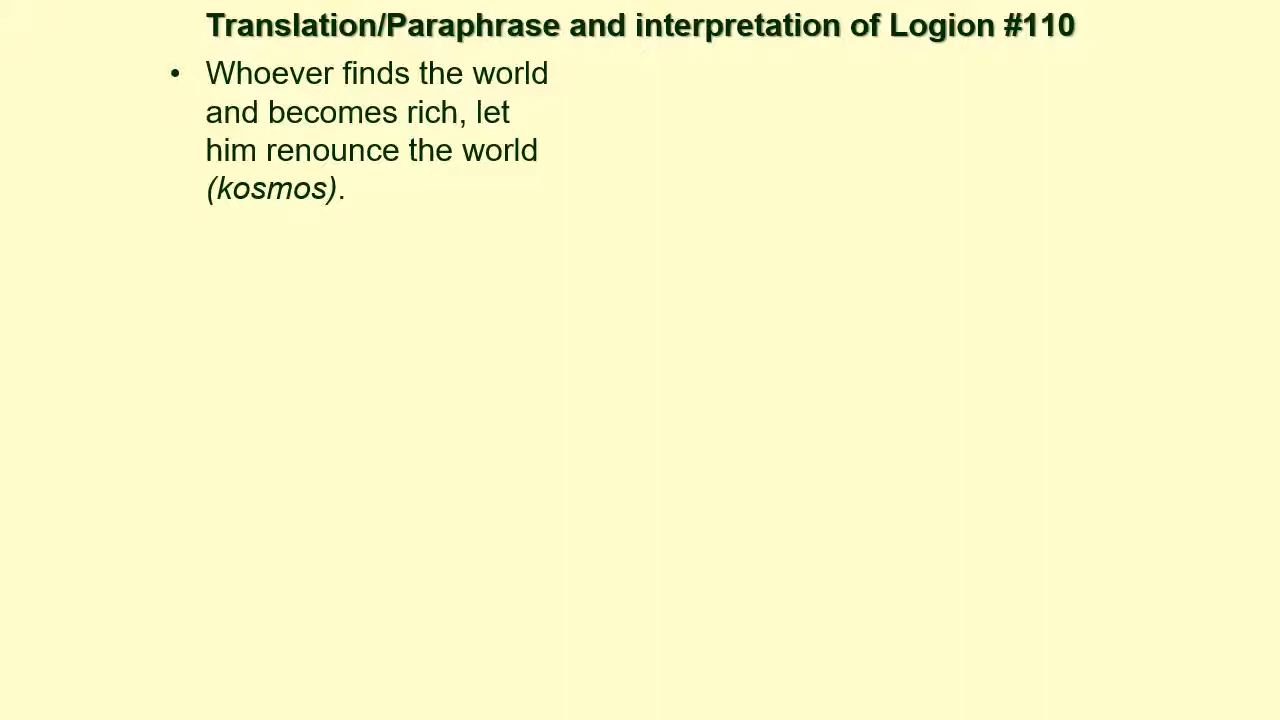 Translation/Paraphrase and interpretation of Logion #110
• Whoever finds the world
and becomes rich, let
him renounce the world
(kosmos).